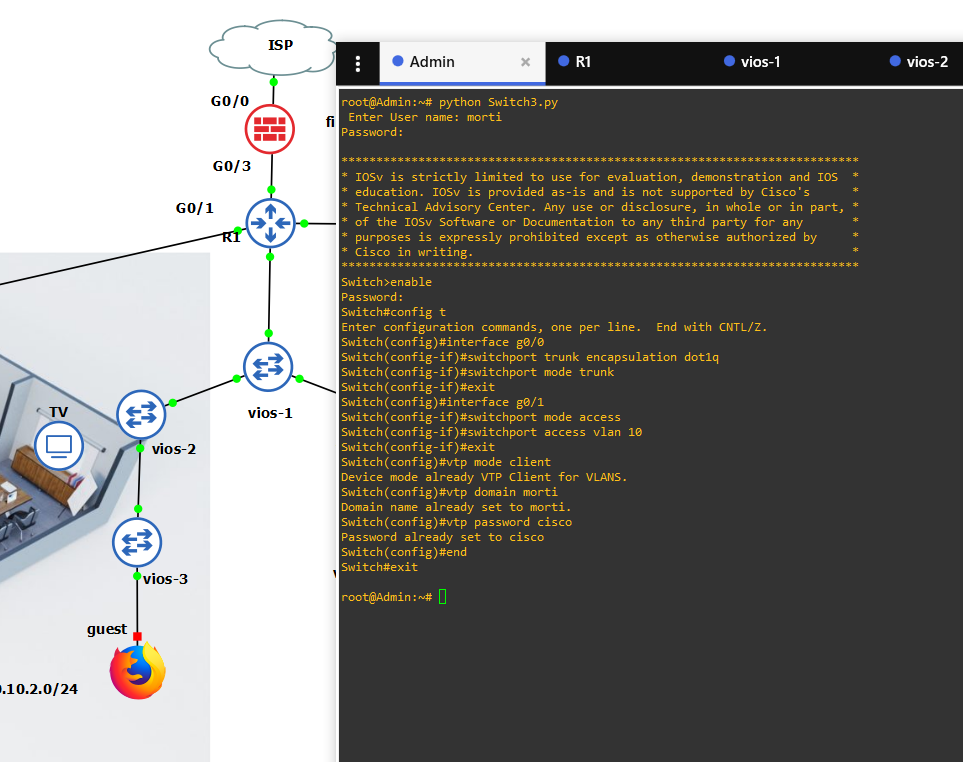 ISP
G0/0
fi
G0/3
G0/1
R1
vios-1
TV
vios-2
vios-3
guest
.10.2.0/24
Admin × R1 vios-1 vios-2
root@Admin:~# python Switch3.py
Enter User name: morti
Password:
**************************************************************************
* IOSv is strictly limited to use for evaluation, demonstration and IOS *
* education. IOSv is provided as-is and is not supported by Cisco's *
* Technical Advisory Center. Any use or disclosure, in whole or in part, *
* of the IOSv Software or Documentation to any third party for any *
* purposes is expressly prohibited except as otherwise authorized by *
* Cisco in writing. *
**************************************************************************
Switch>enable
Password:
Switch#config t
Enter configuration commands, one per line. End with CNTL/Z.
Switch(config)#interface g0/0
Switch(config-if)#switchport trunk encapsulation dot1q
Switch(config-if)#switchport mode trunk
Switch(config-if)#exit
Switch(config)#interface g0/1
Switch(config-if)#switchport mode access
Switch(config-if)#switchport access vlan 10
Switch(config-if)#exit
Switch(config)#vtp mode client
Device mode already VTP Client for VLANS.
Switch(config)#vtp domain morti
Domain name already set to morti.
Switch(config)#vtp password cisco
Password already set to cisco
Switch(config)#end
Switch#exit
root@Admin:~#